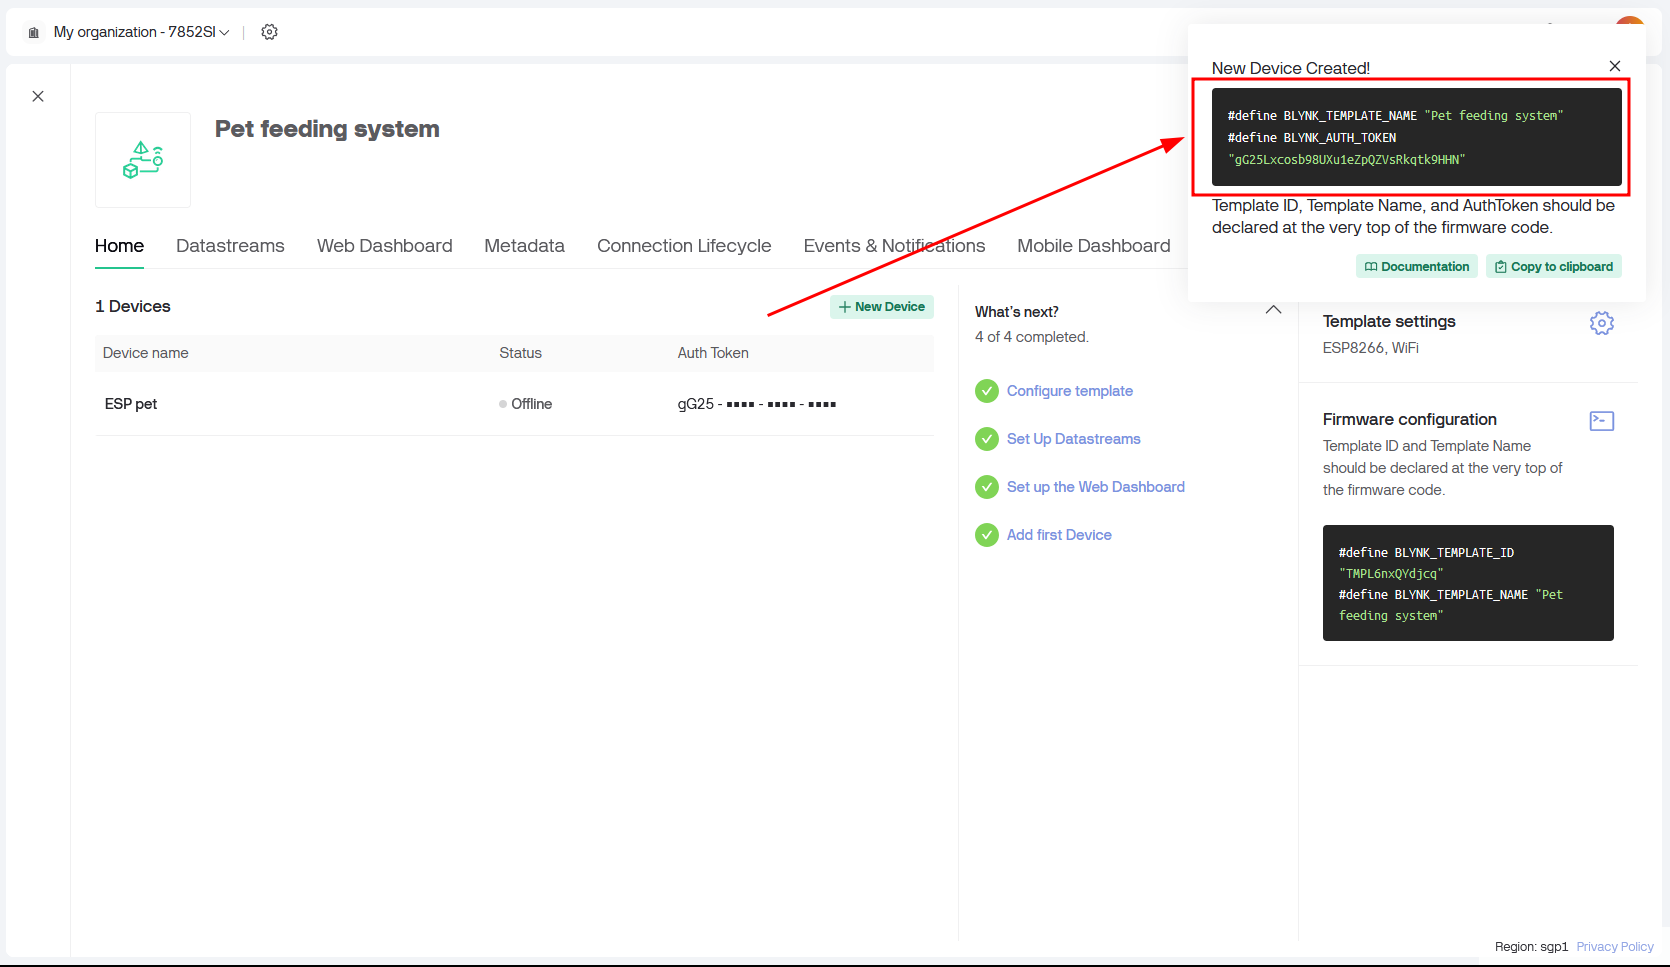 My organization - 7852SI
New Device Created!
#define BLYNK_TEMPLATE_NAME "Pet feeding system"
#define BLYNK_AUTH_TOKEN
"gG25Lxcosb98UXu1eZpQZVsRkqtk9HHN"
Template ID, Template Name, and AuthToken should be
declared at the very top of the firmware code.
Documentation
Copy to clipboard
Pet feeding system
Home
Datastreams
Web Dashboard
Metadata
Connection Lifecycle
Events & Notifications
Mobile Dashboard
1 Devices
New Device
Device name
Status
Auth Token
ESP pet
Offline
gG25 - ▪▪▪▪ - ▪▪▪▪ - ▪▪▪▪
What's next?
4 of 4 completed.
Configure template
Set Up Datastreams
Set up the Web Dashboard
Add first Device
Template settings
ESP8266, WiFi
Firmware configuration
Template ID and Template Name
should be declared at the very top of
the firmware code.
#define BLYNK_TEMPLATE_ID
"TMPL6nxQYdjcq"
#define BLYNK_TEMPLATE_NAME "Pet
feeding system"
Region: sgp1
Privacy Policy